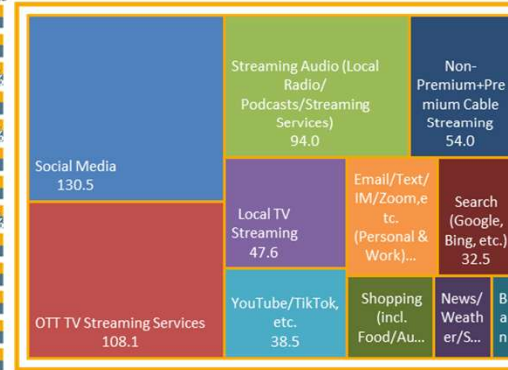 Social Media
130.5
OTT TV Streaming Services
108.1
Streaming Audio (Local
Radio/
Podcasts/Streaming
Services)
94.0
Non-
Premium+Pre
mium Cable
Streaming
54.0
Local TV
Streaming
47.6
YouTube/TikTok,
etc.
38.5
Email/Text/
IM/Zoom,e
tc.
(Personal &
Work)...
Search
(Google,
Bing, etc.)
32.5
Shopping
(incl.
Food/Au...
News/
Weath
er/S...
B
a
n